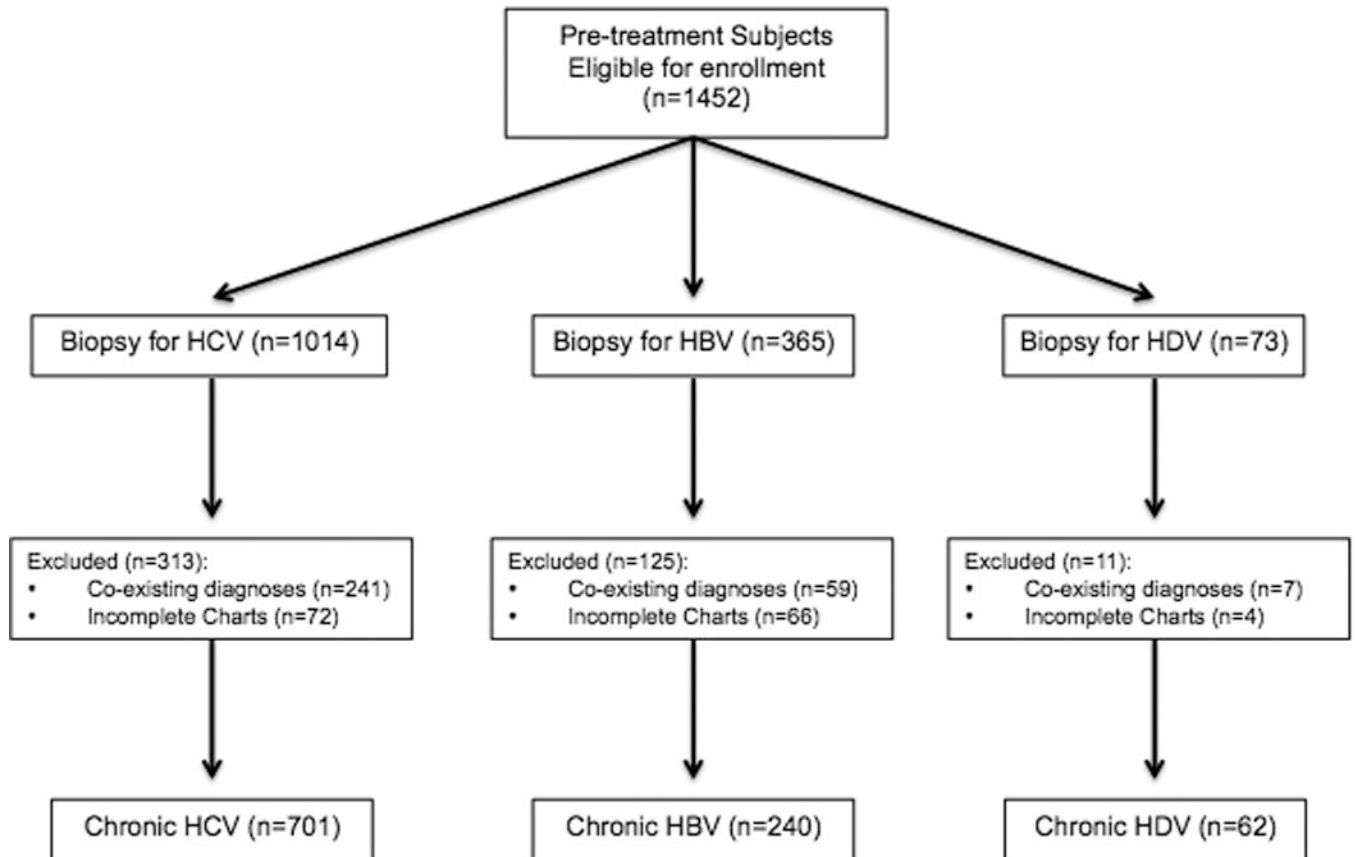 Pre-treatment Subjects
Eligible for enrollment
(n=1452)
Biopsy for HCV (n=1014)
Biopsy for HBV (n=365)
Biopsy for HDV (n=73)
Excluded (n=313):
• Co-existing diagnoses (n=241)
• Incomplete Charts (n=72)
Excluded (n=125):
• Co-existing diagnoses (n=59)
• Incomplete Charts (n=66)
Excluded (n=11):
• Co-existing diagnoses (n=7)
• Incomplete Charts (n=4)
Chronic HCV (n=701)
Chronic HBV (n=240)
Chronic HDV (n=62)